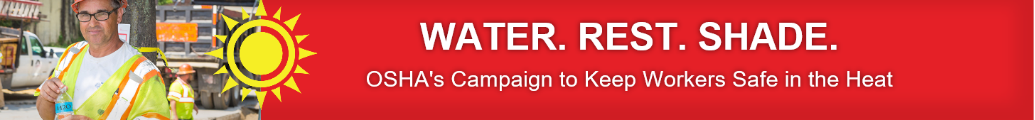 WATER. REST. SHADE.
OSHA's Campaign to Keep Workers Safe in the Heat